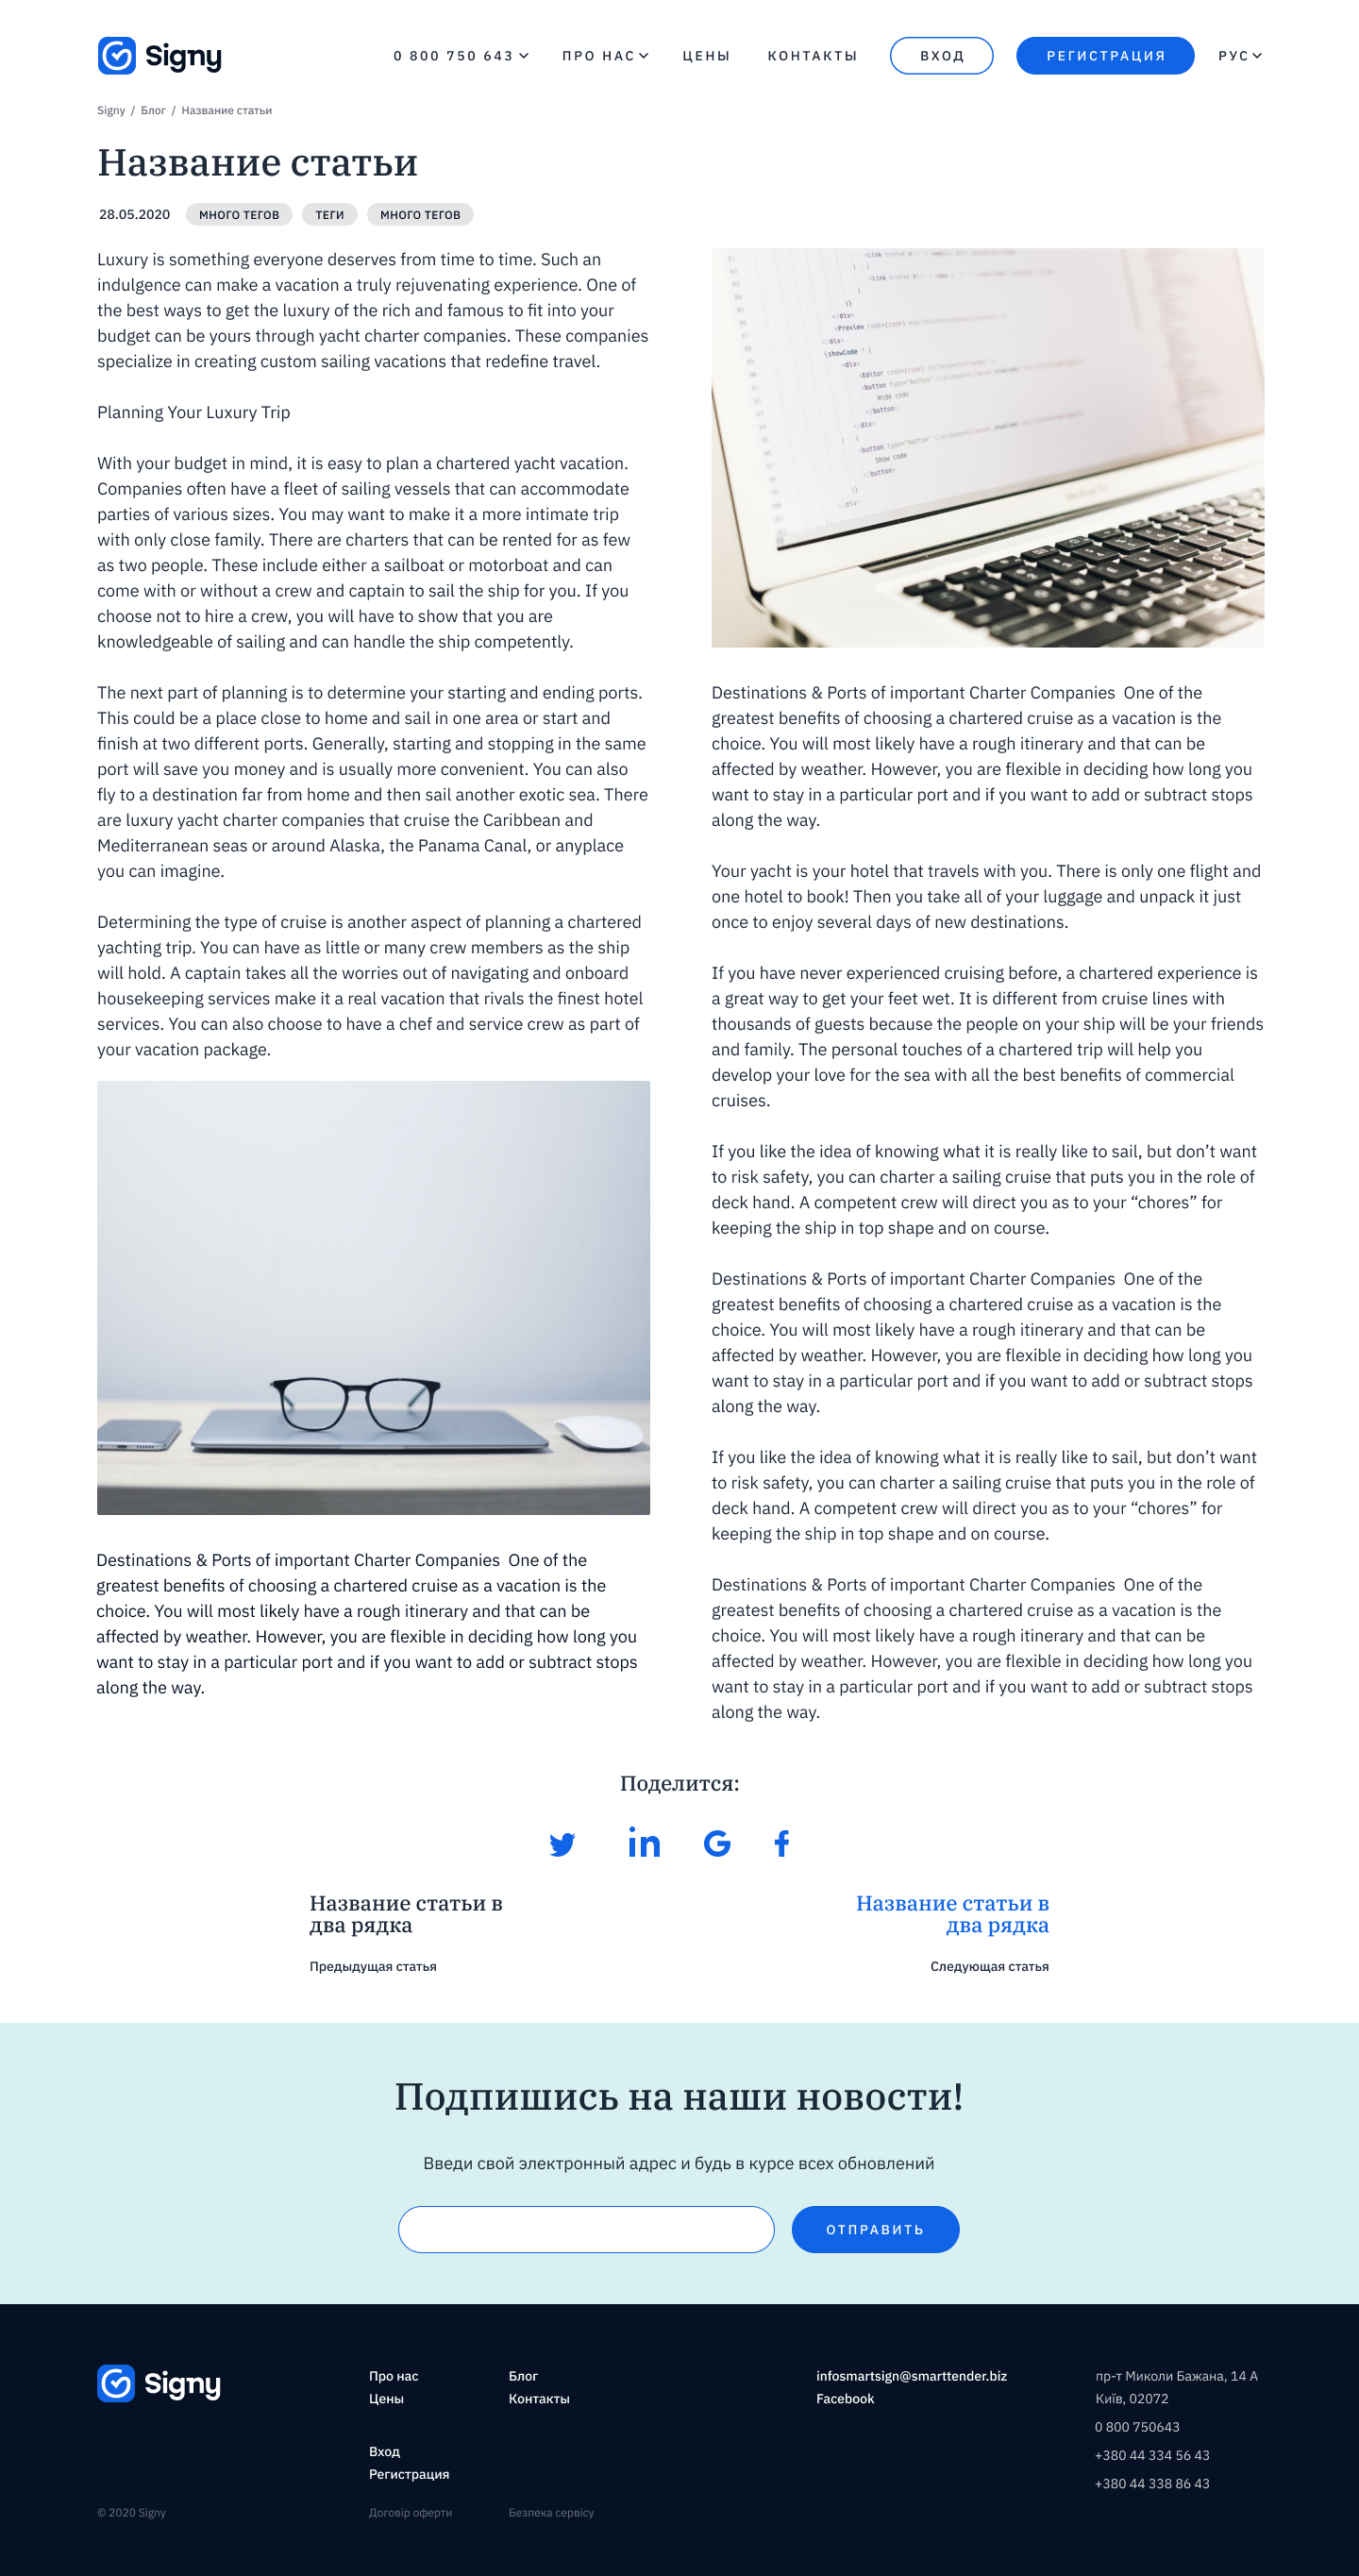 Signy
0 800 750 643
ПРО НАС
ЦЕНЫ
КОНТАКТЫ
ВХОД
РЕГИСТРАЦИЯ
РУС
Signy / Блог / Название статьи
Название статьи
28.05.2020
МНОГО ТЕГОВ
ТЕГИ
МНОГО ТЕГОВ
Luxury is something everyone deserves from time to time. Such an
indulgence can make a vacation a truly rejuvenating experience. One of
the best ways to get the luxury of the rich and famous to fit into your
budget can be yours through yacht charter companies. These companies
specialize in creating custom sailing vacations that redefine travel.
Planning Your Luxury Trip
With your budget in mind, it is easy to plan a chartered yacht vacation.
Companies often have a fleet of sailing vessels that can accommodate
parties of various sizes. You may want to make it a more intimate trip
with only close family. There are charters that can be rented for as few
as two people. These include either a sailboat or motorboat and can
come with or without a crew and captain to sail the ship for you. If you
choose not to hire a crew, you will have to show that you are
knowledgeable of sailing and can handle the ship competently.
The next part of planning is to determine your starting and ending ports.
This could be a place close to home and sail in one area or start and
finish at two different ports. Generally, starting and stopping in the same
port will save you money and is usually more convenient. You can also
fly to a destination far from home and then sail another exotic sea. There
are luxury yacht charter companies that cruise the Caribbean and
Mediterranean seas or around Alaska, the Panama Canal, or anyplace
you can imagine.
Determining the type of cruise is another aspect of planning a chartered
yachting trip. You can have as little or many crew members as the ship
will hold. A captain takes all the worries out of navigating and onboard
housekeeping services make it a real vacation that rivals the finest hotel
services. You can also choose to have a chef and service crew as part of
your vacation package.
Destinations & Ports of important Charter Companies  One of the
greatest benefits of choosing a chartered cruise as a vacation is the
choice. You will most likely have a rough itinerary and that can be
affected by weather. However, you are flexible in deciding how long you
want to stay in a particular port and if you want to add or subtract stops
along the way.
)}
</div>
</div>
{showCode ? (
<div>
Hide code
</button>
</div>
) : (
Show code
</button>
</div>
Destinations & Ports of important Charter Companies  One of the
greatest benefits of choosing a chartered cruise as a vacation is the
choice. You will most likely have a rough itinerary and that can be
affected by weather. However, you are flexible in deciding how long you
want to stay in a particular port and if you want to add or subtract stops
along the way.
Your yacht is your hotel that travels with you. There is only one flight and
one hotel to book! Then you take all of your luggage and unpack it just
once to enjoy several days of new destinations.
If you have never experienced cruising before, a chartered experience is
a great way to get your feet wet. It is different from cruise lines with
thousands of guests because the people on your ship will be your friends
and family. The personal touches of a chartered trip will help you
develop your love for the sea with all the best benefits of commercial
cruises.
If you like the idea of knowing what it is really like to sail, but don’t want
to risk safety, you can charter a sailing cruise that puts you in the role of
deck hand. A competent crew will direct you as to your “chores” for
keeping the ship in top shape and on course.
Destinations & Ports of important Charter Companies  One of the
greatest benefits of choosing a chartered cruise as a vacation is the
choice. You will most likely have a rough itinerary and that can be
affected by weather. However, you are flexible in deciding how long you
want to stay in a particular port and if you want to add or subtract stops
along the way.
If you like the idea of knowing what it is really like to sail, but don’t want
to risk safety, you can charter a sailing cruise that puts you in the role of
deck hand. A competent crew will direct you as to your “chores” for
keeping the ship in top shape and on course.
Destinations & Ports of important Charter Companies  One of the
greatest benefits of choosing a chartered cruise as a vacation is the
choice. You will most likely have a rough itinerary and that can be
affected by weather. However, you are flexible in deciding how long you
want to stay in a particular port and if you want to add or subtract stops
along the way.
Поделится:
Название статьи в
два рядка
Предыдущая статья
Название статьи в
два рядка
Следующая статья
Подпишись на наши новости!
Введи свой электронный адрес и будь в курсе всех обновлений
ОТПРАВИТЬ
Signy
© 2020 Signy
Про нас
Цены
Вход
Регистрация
Договір оферти
Блог
Контакты
Безпека сервісу
infosmartsign@smarttender.biz
Facebook
пр-т Миколи Бажана, 14 А
Київ, 02072
0 800 750643
+380 44 334 56 43
+380 44 338 86 43